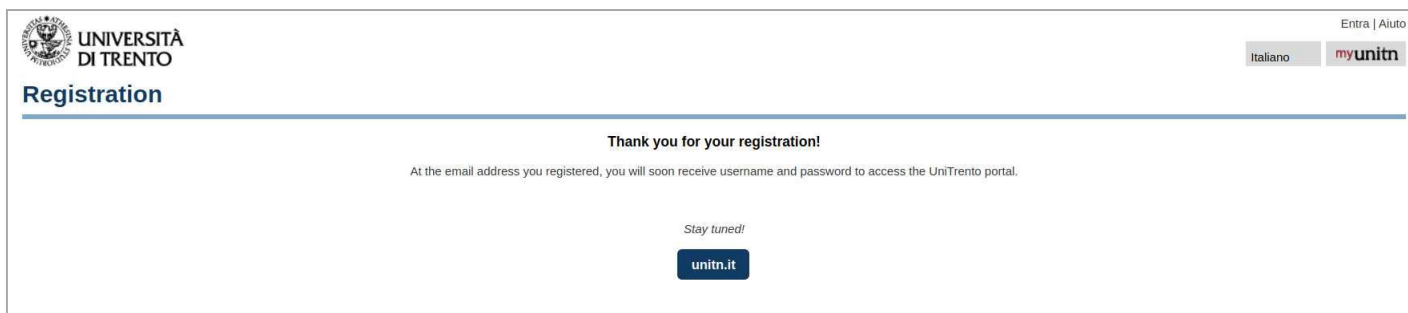 UNIVERSITÀ
DI TRENTO
Entra | Aiuto
Italiano
myunitn
Registration
Thank you for your registration!
At the email address you registered, you will soon receive username and password to access the UniTrento portal.
Stay tuned!
unitn.it